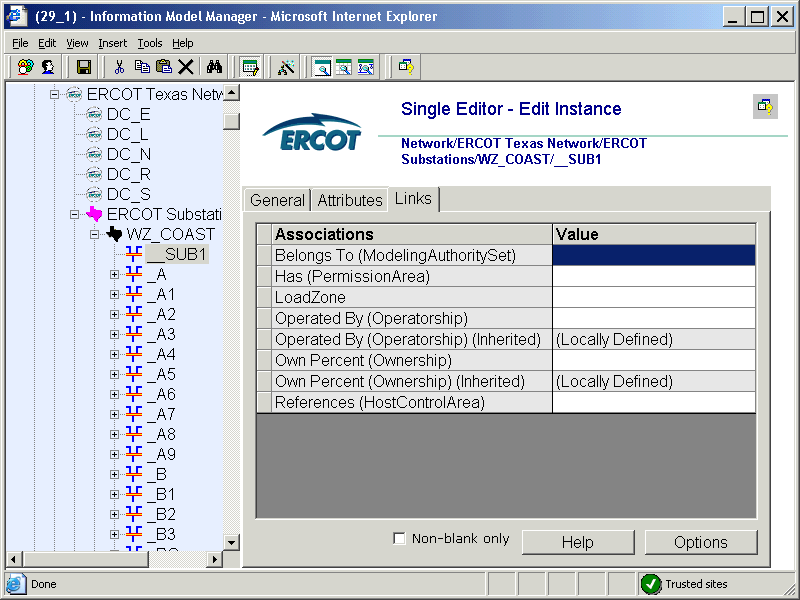 (29_1) - Information Model Manager - Microsoft Internet Explorer
File Edit View Insert Tools Help
ERCOT Texas Netw
DC_E
DC_L
DC_N
DC_R
DC_S
ERCOT Substati
WZ_COAST
__SUB1
_A
_A1
_A2
_A3
_A4
_A5
_A6
_A7
_A8
_A9
_B
_B1
_B2
_B3
ERCOT
Single Editor - Edit Instance
Network/ERCOT Texas Network/ERCOT
Substations/WZ_COAST/__SUB1
General Attributes Links
Associations Value
Belongs To (ModelingAuthoritySet)
Has (PermissionArea)
LoadZone
Operated By (Operatorship)
Operated By (Operatorship) (Inherited) (Locally Defined)
Own Percent (Ownership)
Own Percent (Ownership) (Inherited) (Locally Defined)
References (HostControlArea)
Non-blank only Help Options
Done Trusted sites